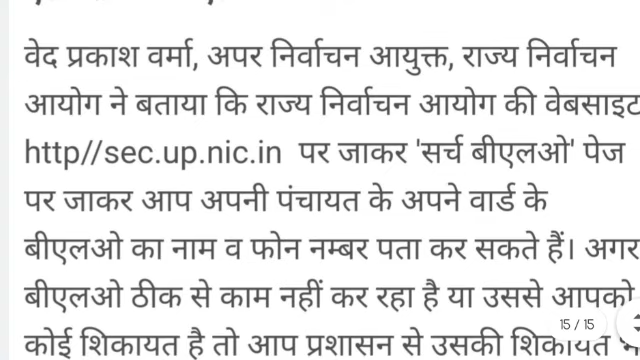 वेद प्रकाश वर्मा, अपर निर्वाचन आयुक्त, राज्य निर्वाचन
आयोग ने बताया कि राज्य निर्वाचन आयोग की वेबसाइट
http//sec.up.nic.in पर जाकर 'सर्च बीएलओ' पेज
पर जाकर आप अपनी पंचायत के अपने वार्ड के
बीएलओ का नाम व फोन नम्बर पता कर सकते हैं। अगर
बीएलओ ठीक से काम नहीं कर रहा है या उससे आपको
15 / 15
कोई शिकायत है तो आप प्रशासन से उसकी शिकायत